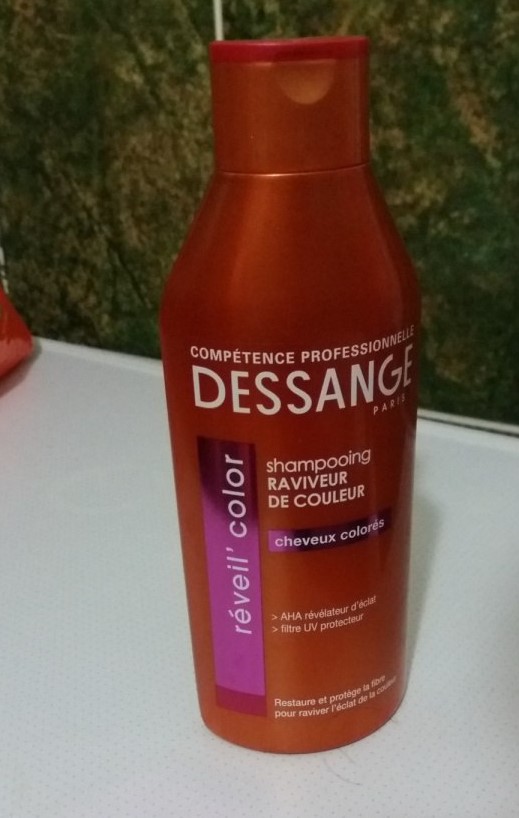 COMPÉTENCE PROFESSIONNELLE
DESSANGE
PARIS
réveil' color
shampooing
RAVIVEUR
DE COULEUR
cheveux colorés
> AHA révélateur d'éclat
> filtre UV protecteur
Restaure et protège la fibre
pour raviver l'éclat de la couleur